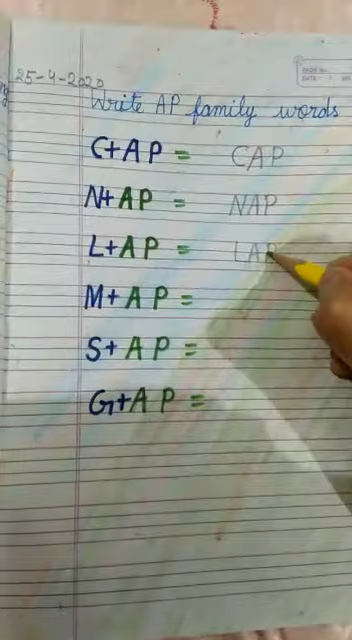 25-4-2020
Write AP family words
C+AP = CAP
N+AP = NAP
L+AP = LAP
M+AP =
S+AP =
G+AP =